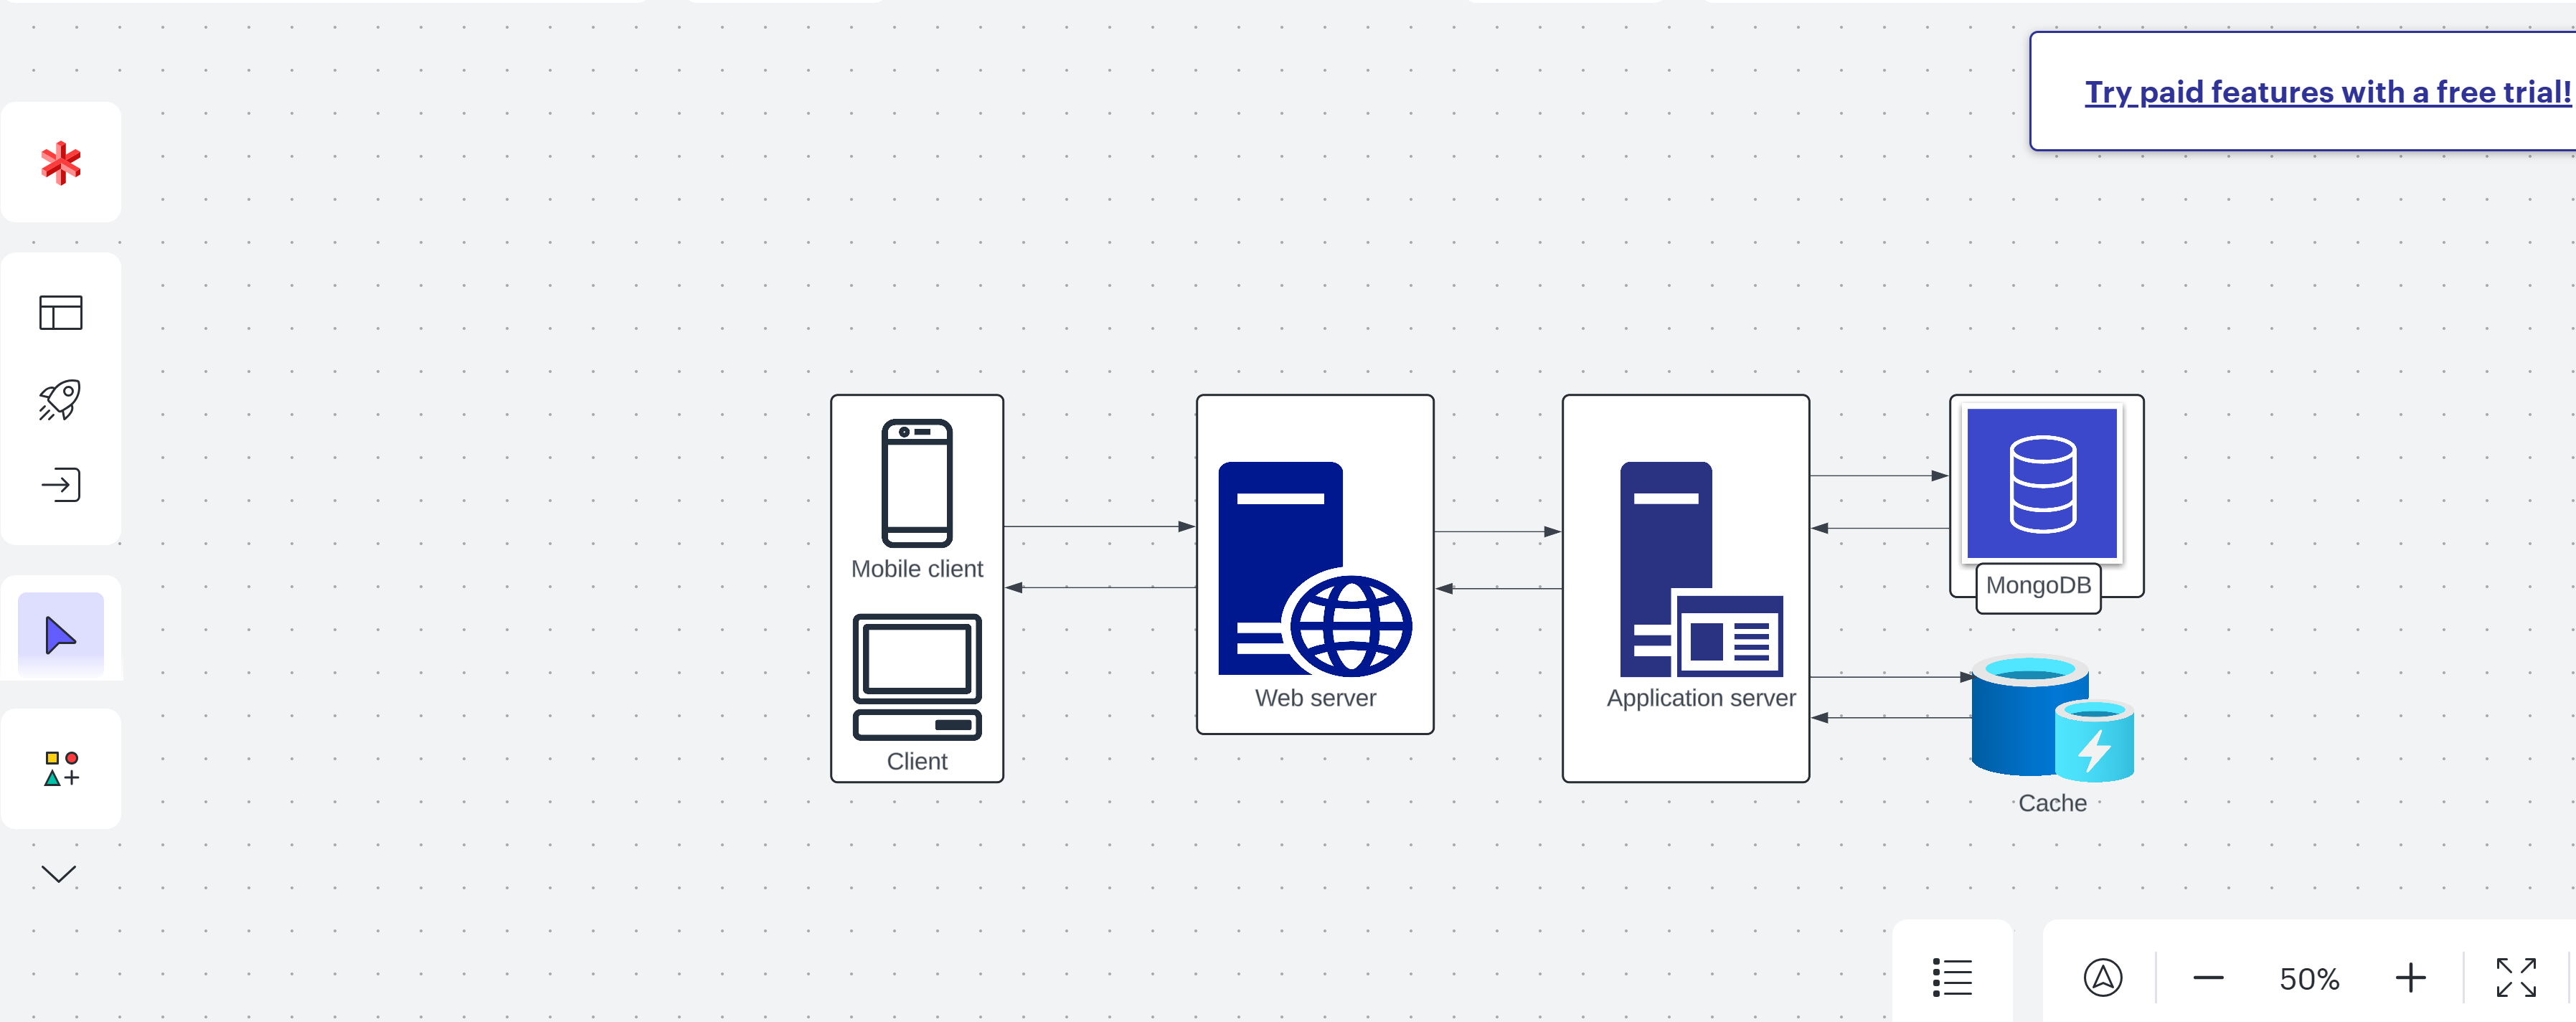 Try paid features with a free trial!
Mobile client
Client
Web server
Application server
MongoDB
Cache
50%